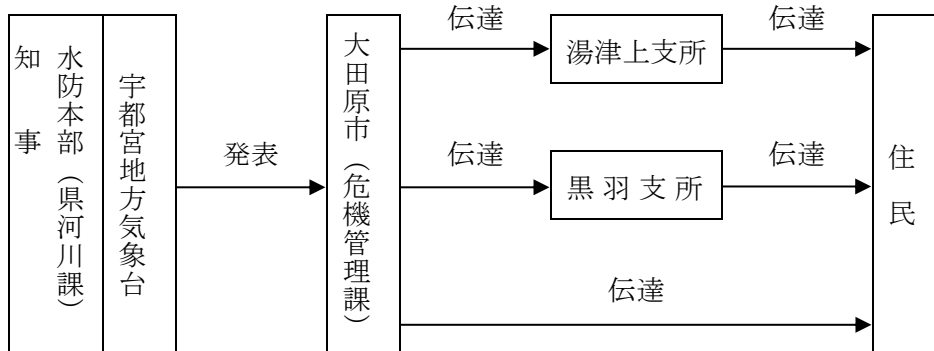 知事
水防本部（県河川課）
宇都宮地方気象台
発表
大田原市（危機管理課）
伝達
湯津上支所
伝達
伝達
黒羽支所
伝達
伝達
住民